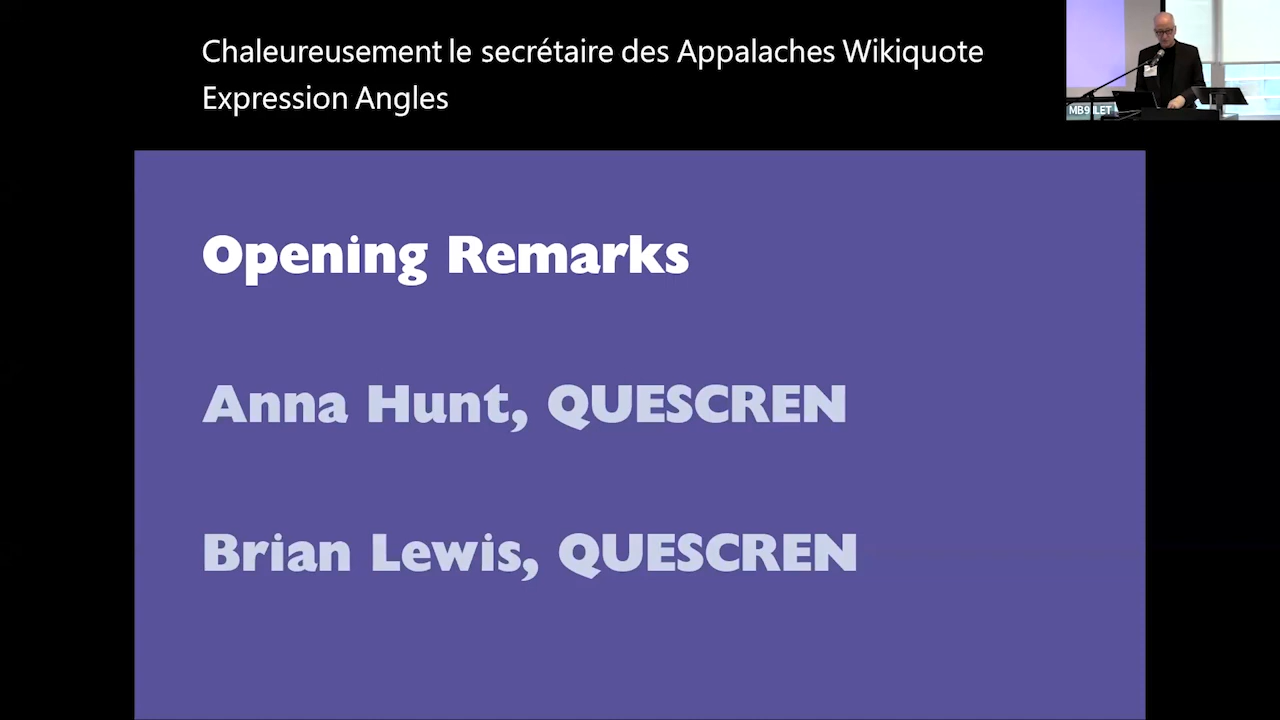 Chaleureusement le secrétaire des Appalaches Wikiquote
Expression Angles
Opening Remarks
Anna Hunt, QUESCREN
Brian Lewis, QUESCREN